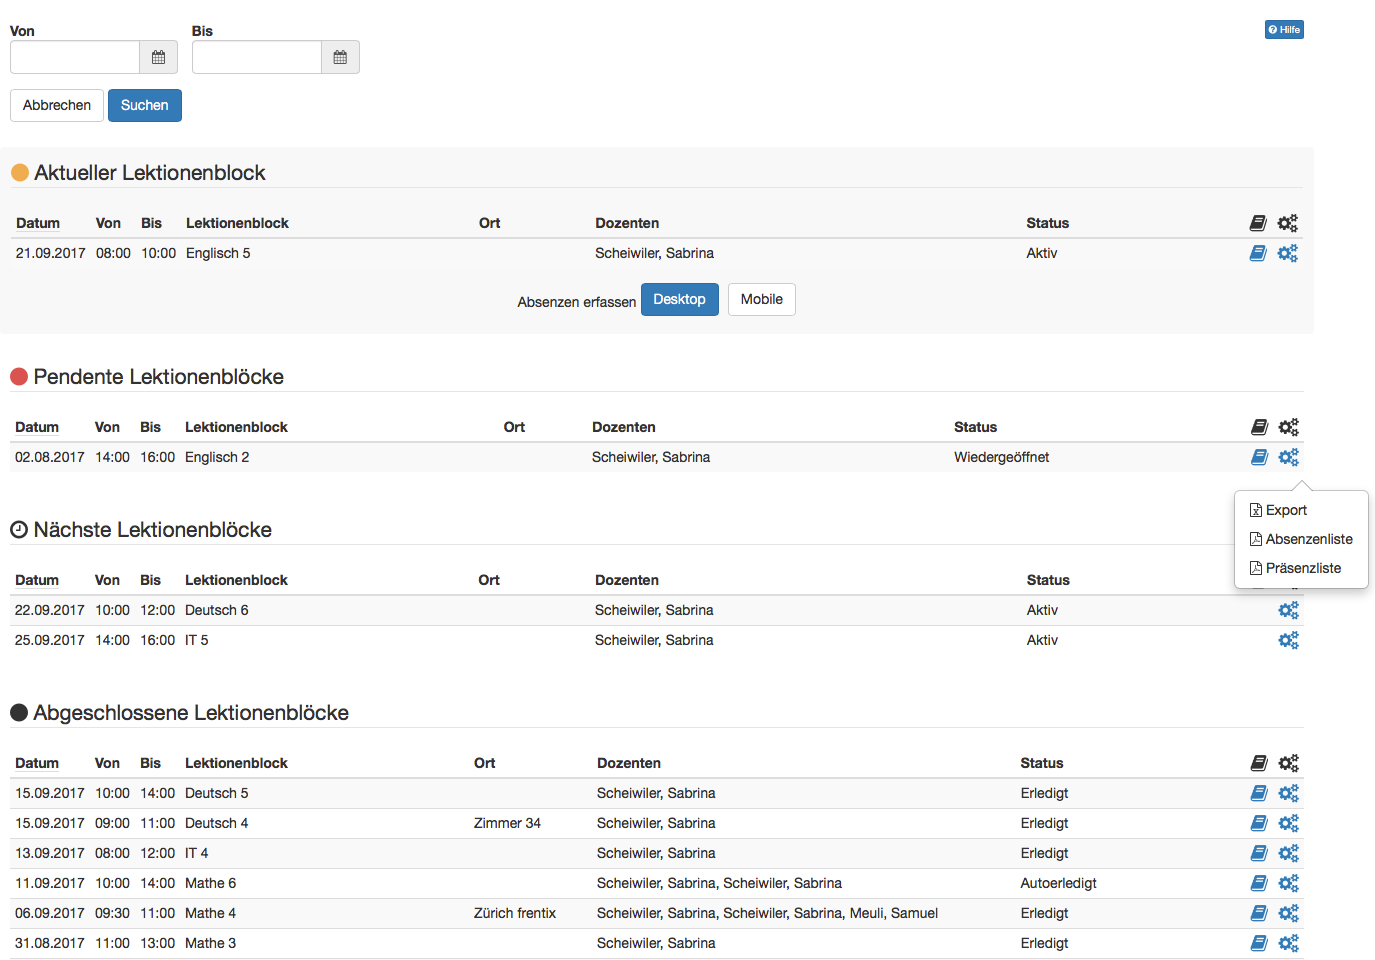 Von Bis Hilfe
Abbrechen Suchen
Aktueller Lektionenblock
Datum Von Bis Lektionenblock Ort Dozenten Status
21.09.2017 08:00 10:00 Englisch 5 Scheiwiler, Sabrina Aktiv
Absenzen erfassen Desktop Mobile
Pendente Lektionenblöcke
Datum Von Bis Lektionenblock Ort Dozenten Status
02.08.2017 14:00 16:00 Englisch 2 Scheiwiler, Sabrina Wiedergeöffnet
Export
Absenzenliste
Präsenzliste
Nächste Lektionenblöcke
Datum Von Bis Lektionenblock Ort Dozenten Status
22.09.2017 10:00 12:00 Deutsch 6 Scheiwiler, Sabrina Aktiv
25.09.2017 14:00 16:00 IT 5 Scheiwiler, Sabrina Aktiv
Abgeschlossene Lektionenblöcke
Datum Von Bis Lektionenblock Ort Dozenten Status
15.09.2017 10:00 14:00 Deutsch 5 Scheiwiler, Sabrina Erledigt
15.09.2017 09:00 11:00 Deutsch 4 Zimmer 34 Scheiwiler, Sabrina Erledigt
13.09.2017 08:00 12:00 IT 4 Scheiwiler, Sabrina Erledigt
11.09.2017 10:00 14:00 Mathe 6 Scheiwiler, Sabrina, Scheiwiler, Sabrina Autoerledigt
06.09.2017 09:30 11:00 Mathe 4 Zürich frentix Scheiwiler, Sabrina, Scheiwiler, Sabrina, Meuli, Samuel Erledigt
31.08.2017 11:00 13:00 Mathe 3 Scheiwiler, Sabrina Erledigt